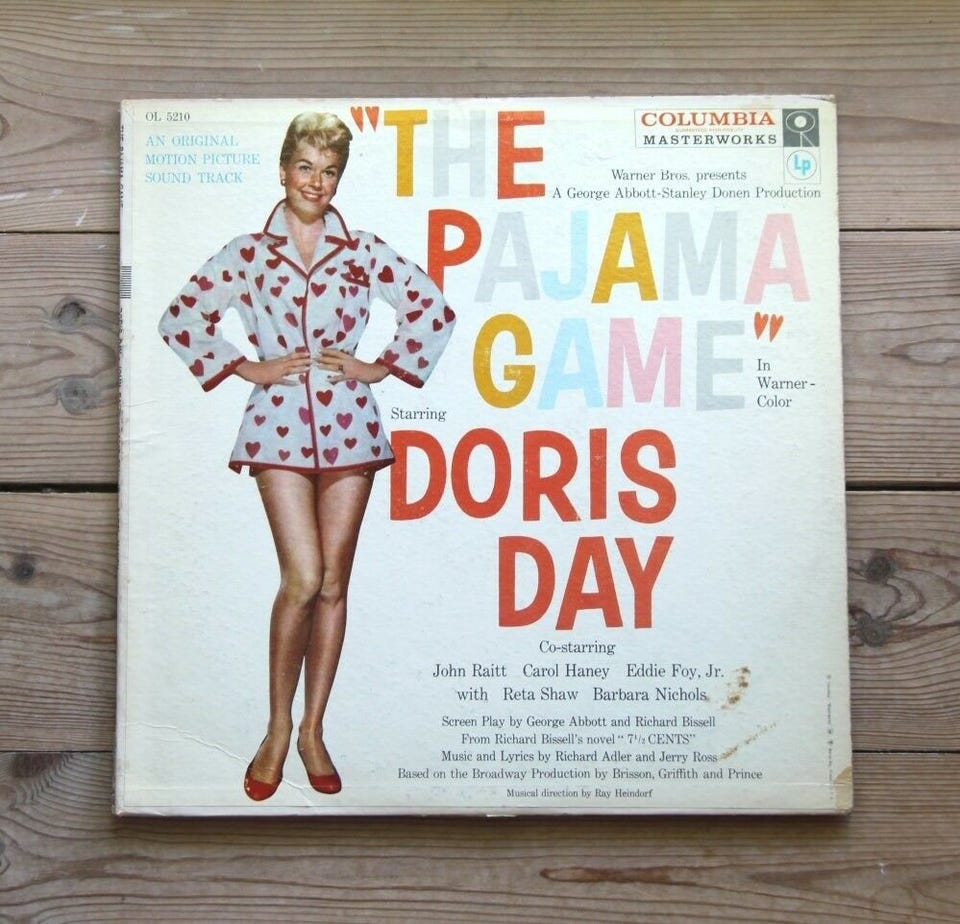 OL 5210
AN ORIGINAL
MOTION PICTURE
SOUND TRACK
COLUMBIA
GUARANTEED HIGH FIDELITY
MASTERWORKS
Lp
Warner Bros. presents
A George Abbott-Stanley Donen Production
"THE
PAJAMA
GAME"
In
Warner-
Color
Starring
DORIS
DAY
Co-starring
John Raitt Carol Haney Eddie Foy, Jr.
with Reta Shaw Barbara Nichols
Screen Play by George Abbott and Richard Bissell
From Richard Bissell's novel "7½ CENTS"
Music and Lyrics by Richard Adler and Jerry Ross
Based on the Broadway Production by Brisson, Griffith and Prince
Musical direction by Ray Heindorf